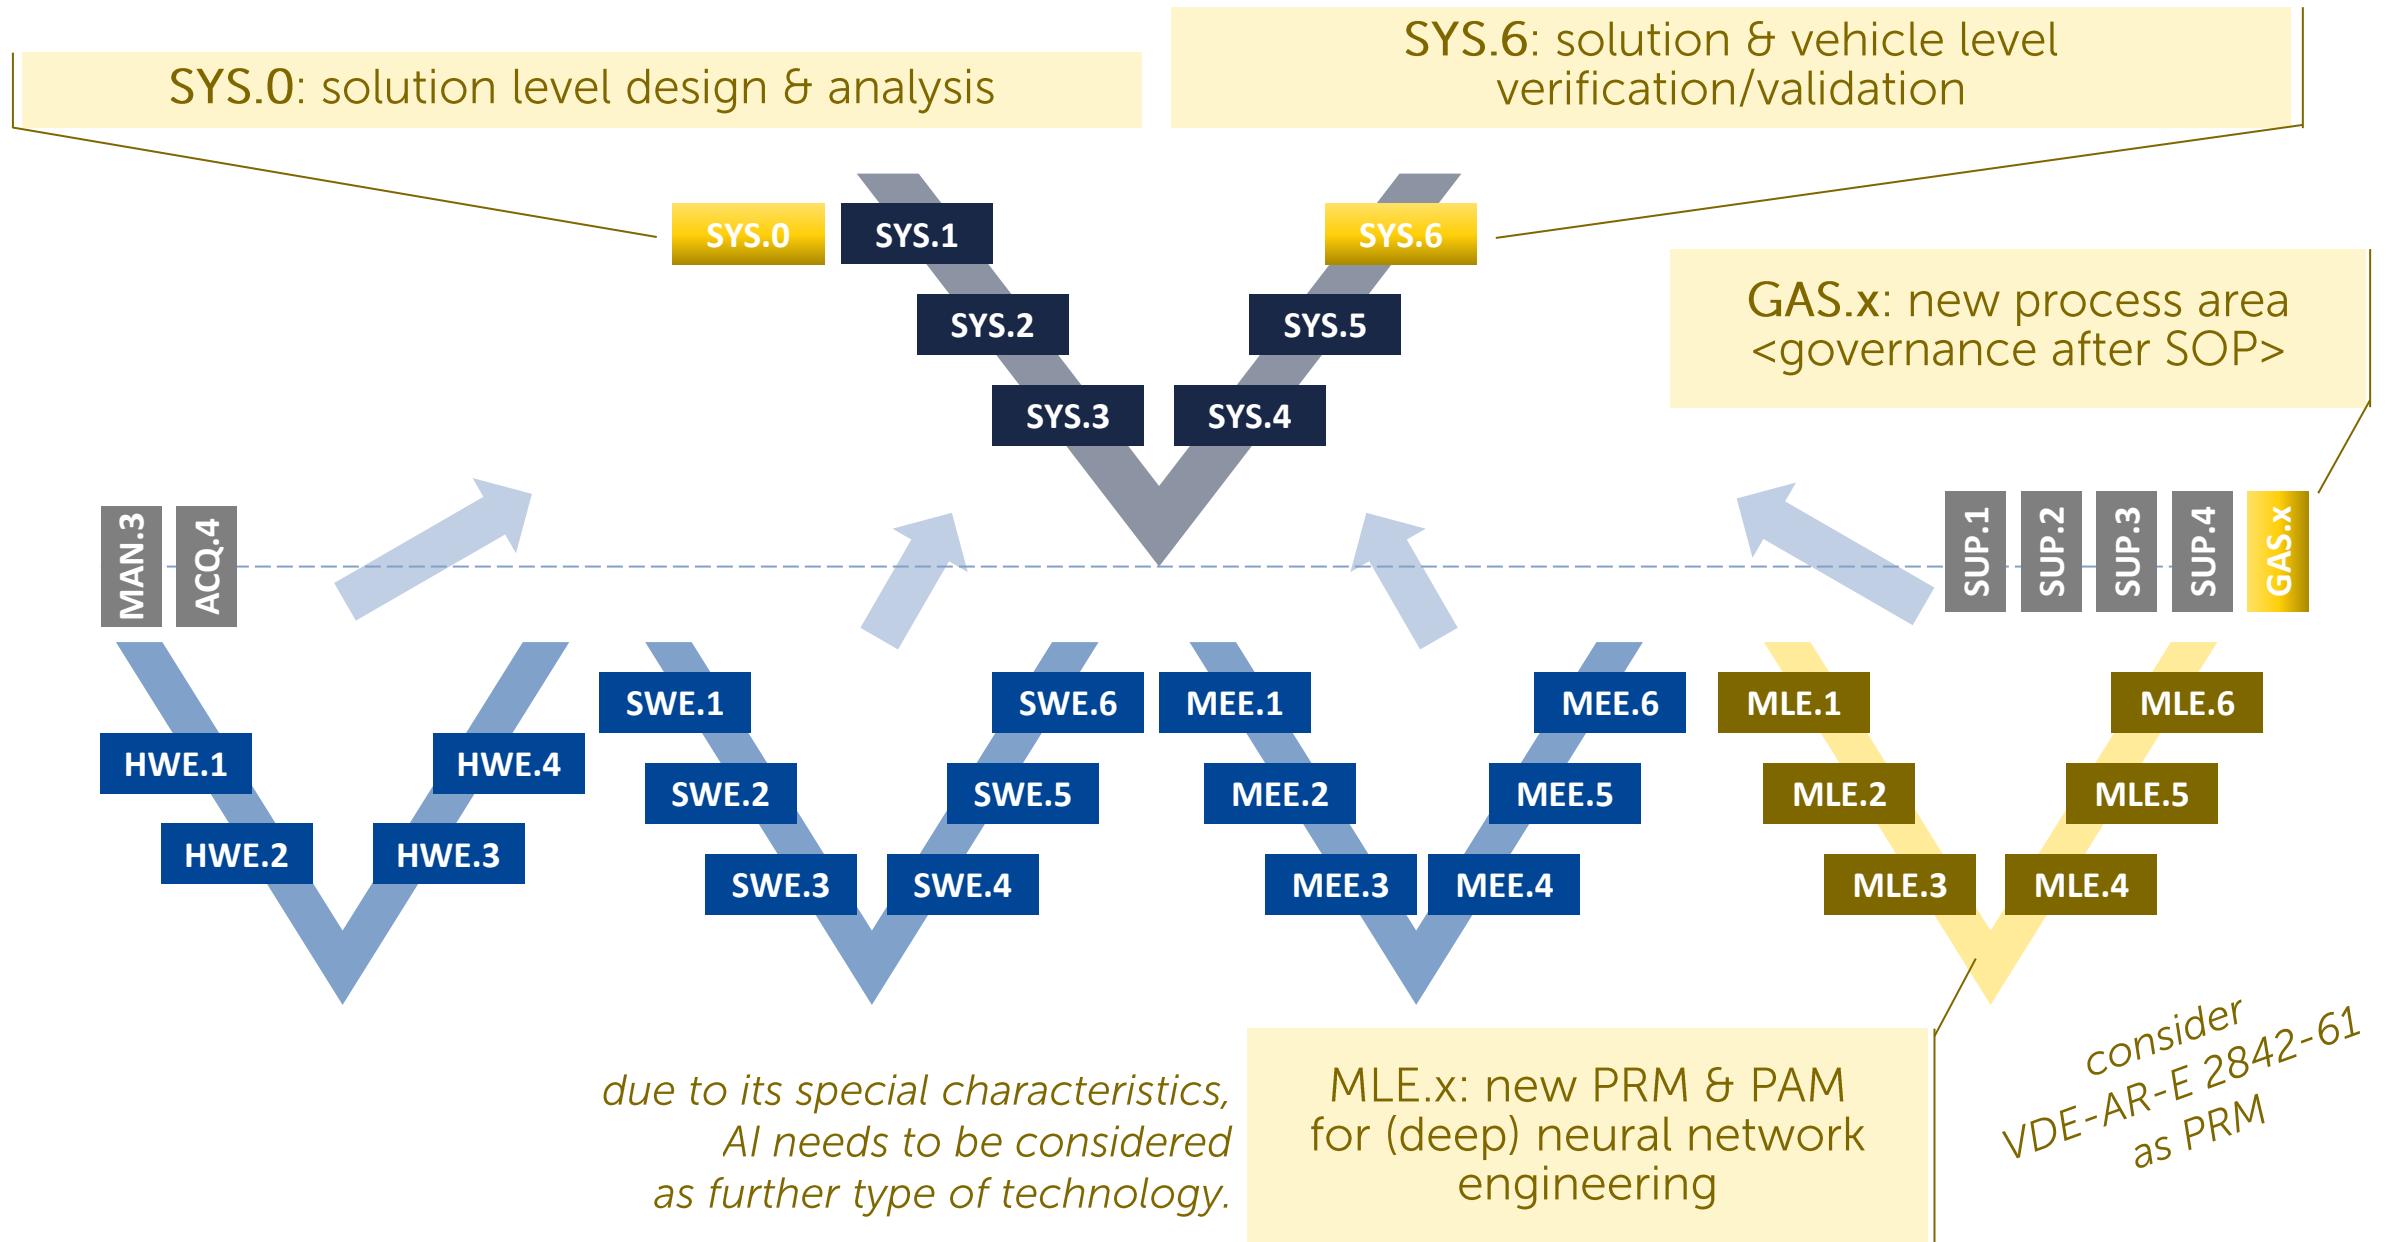 SYS.0: solution level design & analysis
SYS.6: solution & vehicle level
verification/validation
SYS.0
SYS.1
SYS.6
SYS.2
SYS.5
GAS.x: new process area
<governance after SOP>
SYS.3
SYS.4
MAN.3
ACQ.4
SUP.1
SUP.2
SUP.3
SUP.4
GAS.x
HWE.1
HWE.2
HWE.3
HWE.4
SWE.1
SWE.2
SWE.3
SWE.4
SWE.5
SWE.6
MEE.1
MEE.2
MEE.3
MEE.4
MEE.5
MEE.6
MLE.1
MLE.2
MLE.3
MLE.4
MLE.5
MLE.6
due to its special characteristics,
AI needs to be considered
as further type of technology.
MLE.x: new PRM & PAM
for (deep) neural network
engineering
consider
VDE-AR-E 2842-61
as PRM